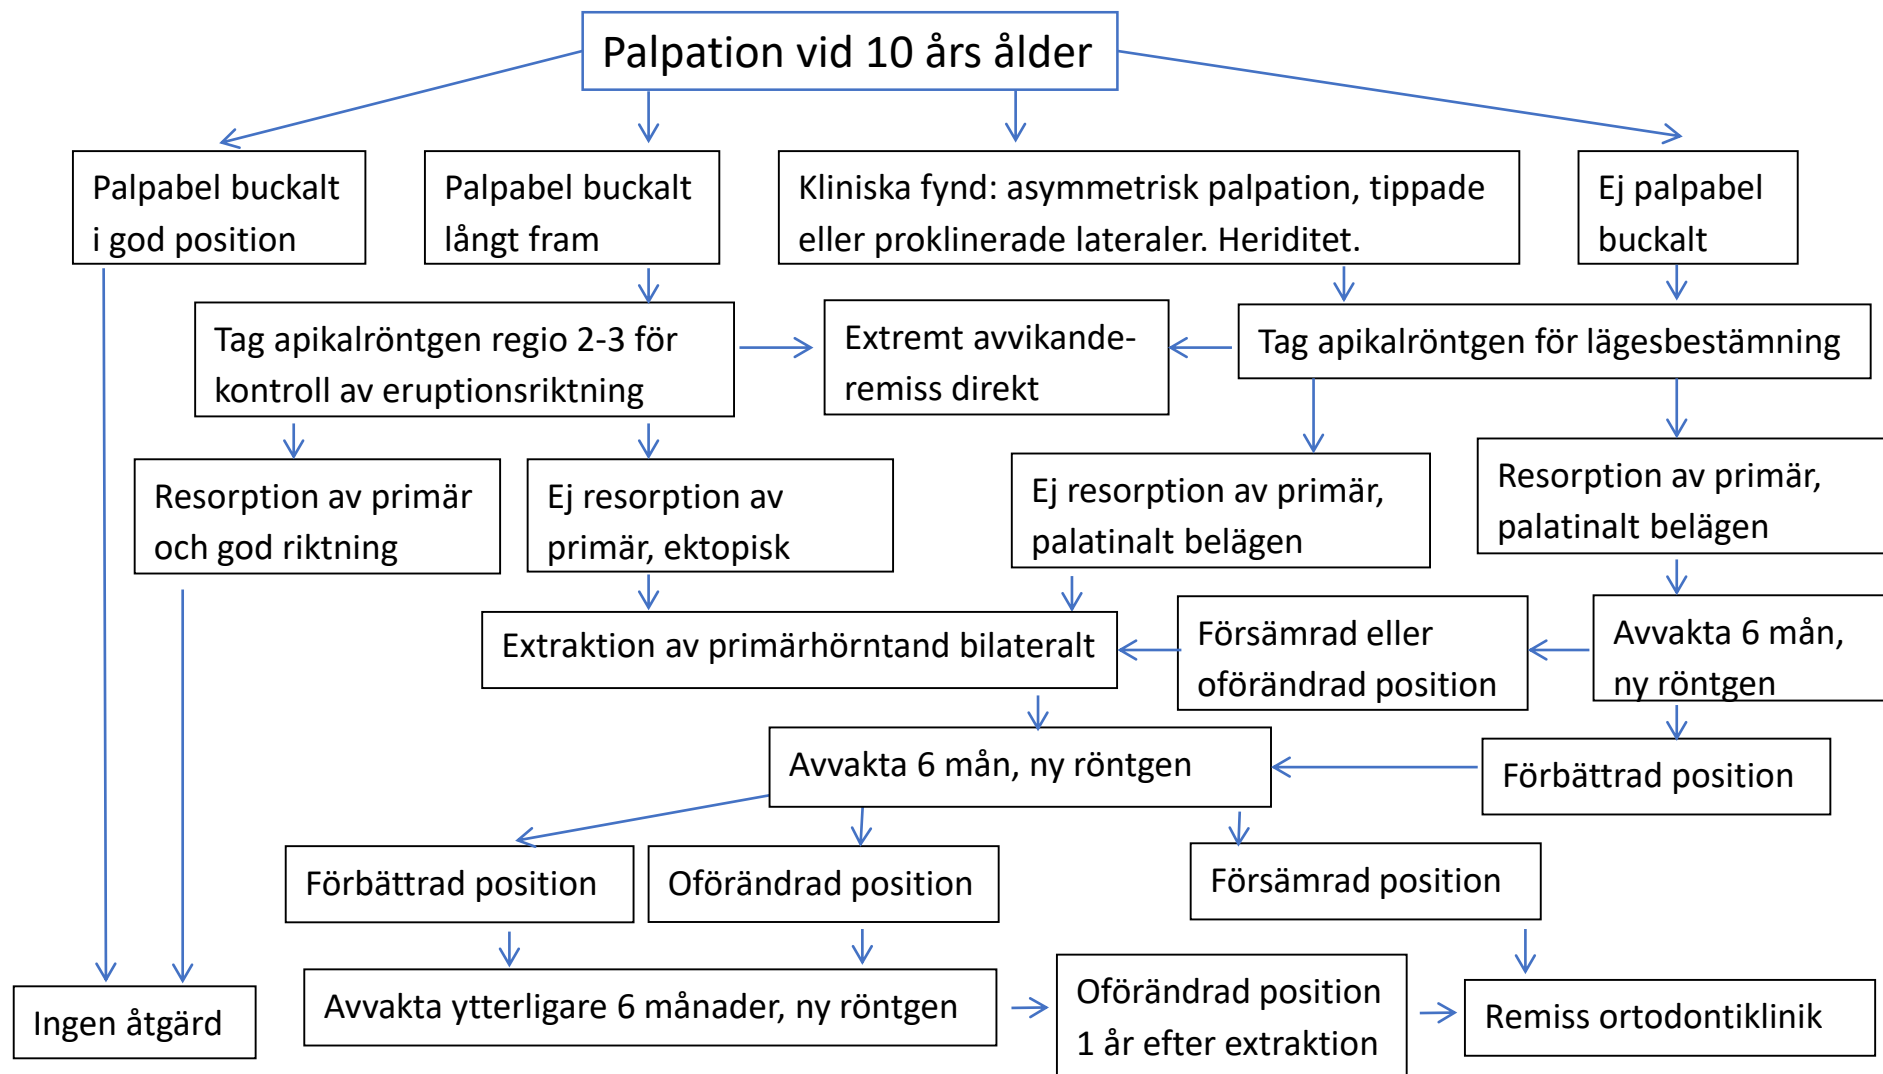 Palpation vid 10 års ålder
Palpabel buckalt
i god position
Palpabel buckalt
långt fram
Kliniska fynd: asymmetrisk palpation, tippade
eller proklinerade lateraler. Heriditet.
Ej palpabel
buckalt
Tag apikalröntgen regio 2-3 för
kontroll av eruptionsriktning
Extremt avvikande-
remiss direkt
Tag apikalröntgen för lägesbestämning
Resorption av primär
och god riktning
Ej resorption av
primär, ektopisk
Ej resorption av primär,
palatinalt belägen
Resorption av primär,
palatinalt belägen
Extraktion av primärhörntand bilateralt
Försämrad eller
oförändrad position
Avvakta 6 mån,
ny röntgen
Avvakta 6 mån, ny röntgen
Förbättrad position
Förbättrad position
Oförändrad position
Försämrad position
Ingen åtgärd
Avvakta ytterligare 6 månader, ny röntgen
Oförändrad position
1 år efter extraktion
Remiss ortodontiklinik